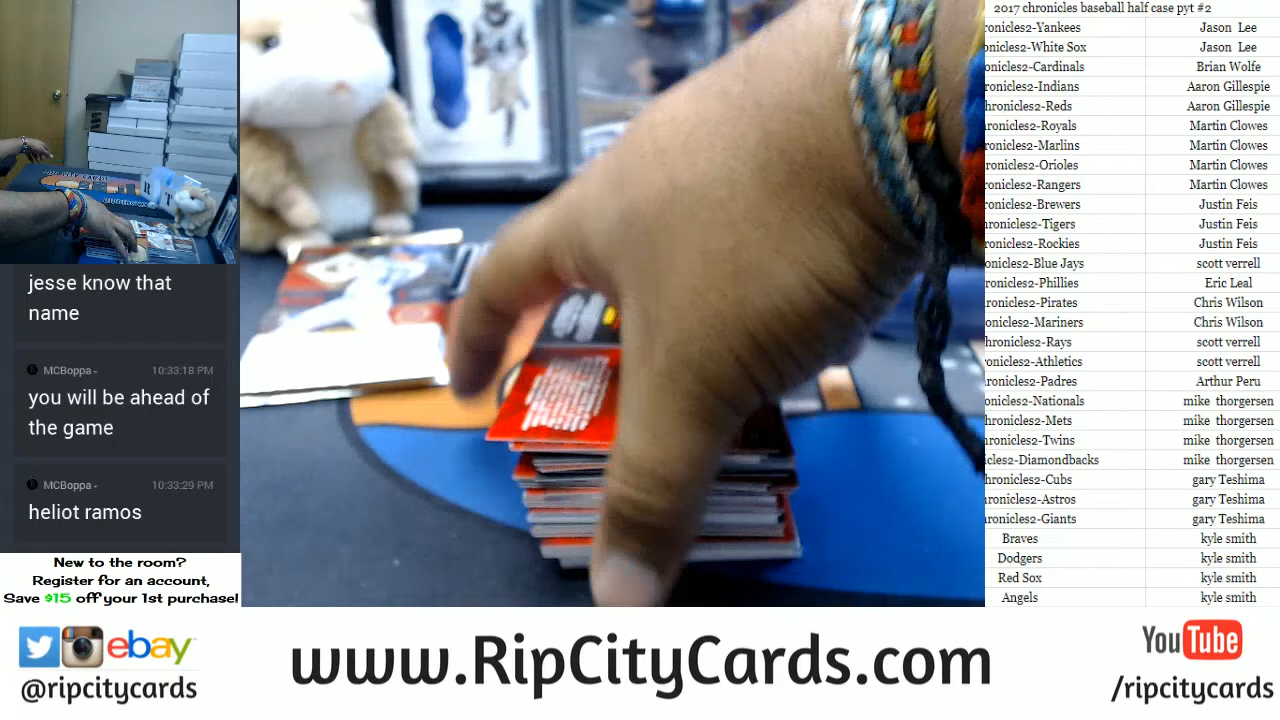 2017 chronicles baseball half case pyt #2
ronicles2-Yankees Jason Lee
ronicles2-White Sox Jason Lee
onicles2-Cardinals Brian Wolfe
ronicles2-Indians Aaron Gillespie
hronicles2-Reds Aaron Gillespie
ronicles2-Royals Martin Clowes
ronicles2-Marlins Martin Clowes
ronicles2-Orioles Martin Clowes
ronicles2-Rangers Martin Clowes
ronicles2-Brewers Justin Feis
ronicles2-Tigers Justin Feis
ronicles2-Rockies Justin Feis
ronicles2-Blue Jays scott verrell
ronicles2-Phillies Eric Leal
ronicles2-Pirates Chris Wilson
onicles2-Mariners Chris Wilson
hronicles2-Rays scott verrell
onicles2-Athletics scott verrell
ronicles2-Padres Arthur Peru
onicles2-Nationals mike thorgersen
hronicles2-Mets mike thorgersen
ronicles2-Twins mike thorgersen
icles2-Diamondbacks mike thorgersen
hronicles2-Cubs gary Teshima
ronicles2-Astros gary Teshima
ronicles2-Giants gary Teshima
Braves kyle smith
Dodgers kyle smith
Red Sox kyle smith
Angels kyle smith
jesse know that
name
MCBoppa 10:33:18 PM
you will be ahead of
the game
MCBoppa 10:33:29 PM
heliot ramos
New to the room?
Register for an account,
Save $15 off your 1st purchase!
ebay
@ripcitycards
www.RipCityCards.com
YouTube
/ripcitycards